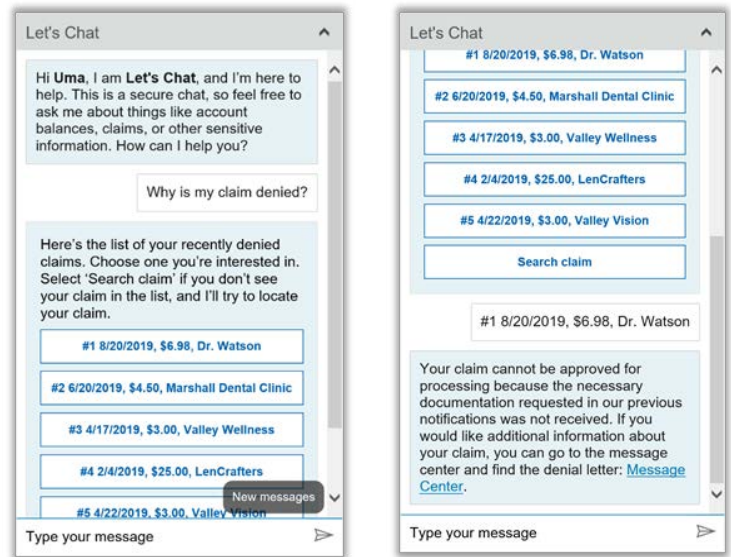 Let's Chat
Hi Uma, I am Let's Chat, and I'm here to
help. This is a secure chat, so feel free to
ask me about things like account
balances, claims, or other sensitive
information. How can I help you?
Why is my claim denied?
Here's the list of your recently denied
claims. Choose one you're interested in.
Select 'Search claim' if you don't see
your claim in the list, and I'll try to locate
your claim.
#1 8/20/2019, $6.98, Dr. Watson
#2 6/20/2019, $4.50, Marshall Dental Clinic
#3 4/17/2019, $3.00, Valley Wellness
#4 2/4/2019, $25.00, LenCrafters
New messages
#5 4/22/2019, $3.00, Valley Vision
Type your message
Let's Chat
#1 8/20/2019, $6.98, Dr. Watson
#2 6/20/2019, $4.50, Marshall Dental Clinic
#3 4/17/2019, $3.00, Valley Wellness
#4 2/4/2019, $25.00, LenCrafters
#5 4/22/2019, $3.00, Valley Vision
Search claim
#1 8/20/2019, $6.98, Dr. Watson
Your claim cannot be approved for
processing because the necessary
documentation requested in our previous
notifications was not received. If you
would like additional information about
your claim, you can go to the message
center and find the denial letter: Message
Center.
Type your message